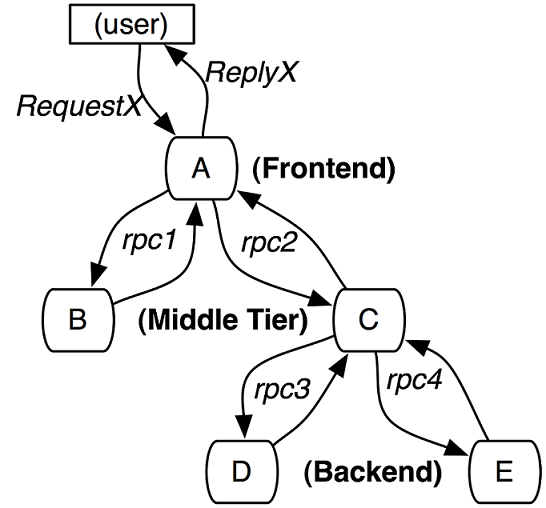 (user)
ReplyX
RequestX
A (Frontend)
rpc1 rpc2
B (Middle Tier) C
rpc3 rpc4
D (Backend) E